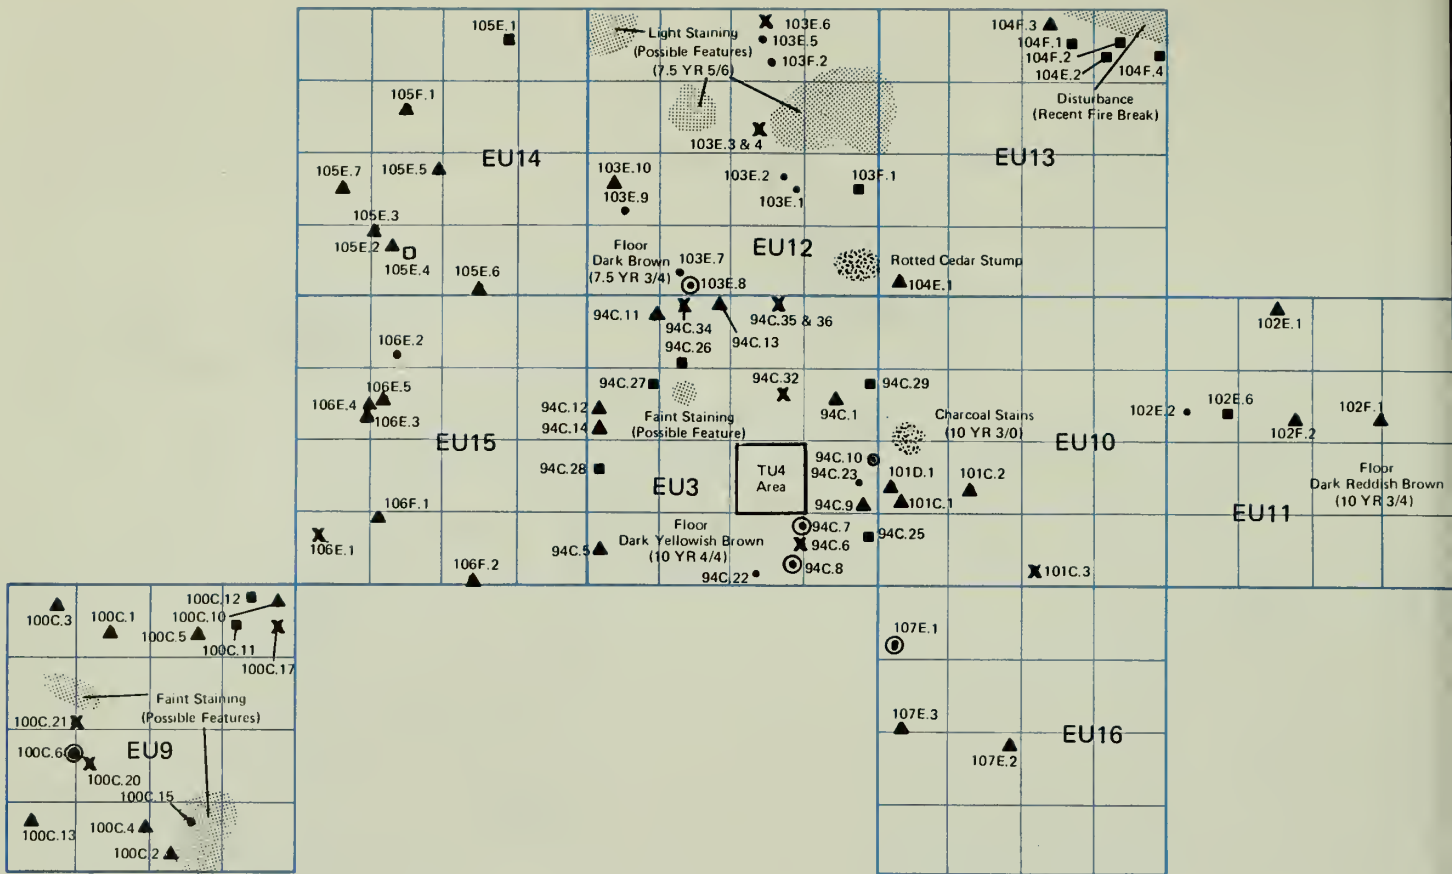 105E.1
105F.1
EU14
105E.7
105E.5
105E.3
105E.2
105E.4
105E.6
Light Staining
(Possible Features)
(7.5 YR 5/6)
103E.6
103E.5
103F.2
103E.3 & 4
103E.10
103E.9
103E.2
103E.1
103F.1
EU12
Floor
Dark Brown
(7.5 YR 3/4)
103E.7
103E.8
104F.3
104F.1
104F.2
104E.2
104F.4
Disturbance
(Recent Fire Break)
EU13
Rotted Cedar Stump
104E.1
106E.2
106E.5
106E.4
106E.3
EU15
106F.1
106E.1
106F.2
94C.11
94C.34
94C.13
94C.35 & 36
94C.26
94C.27
94C.32
94C.29
94C.12
94C.14
Faint Staining
(Possible Feature)
94C.1
94C.28
EU3
TU4
Area
94C.10
94C.23
94C.9
Floor
Dark Yellowish Brown
(10 YR 4/4)
94C.7
94C.6
94C.25
94C.5
94C.8
94C.22
Charcoal Stains
(10 YR 3/0)
EU10
101D.1
101C.2
101C.1
101C.3
102E.1
102E.2
102E.6
102F.2
102F.1
Floor
Dark Reddish Brown
(10 YR 3/4)
EU11
100C.3
100C.1
100C.12
100C.10
100C.5
100C.11
100C.17
Faint Staining
(Possible Features)
100C.21
100C.6
EU9
100C.20
100C.15
100C.13
100C.4
100C.2
107E.1
107E.3
107E.2
EU16